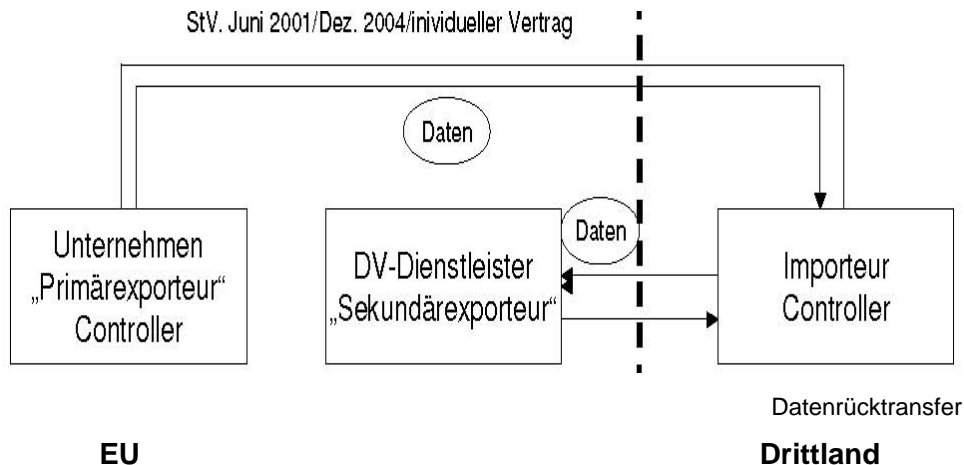 StV. Juni 2001/Dez. 2004/inividueller Vertrag
Daten
Daten
Unternehmen
„Primärexporteur“
Controller
DV-Dienstleister
„Sekundärexporteur“
Importeur
Controller
Datenrücktransfer
EU
Drittland